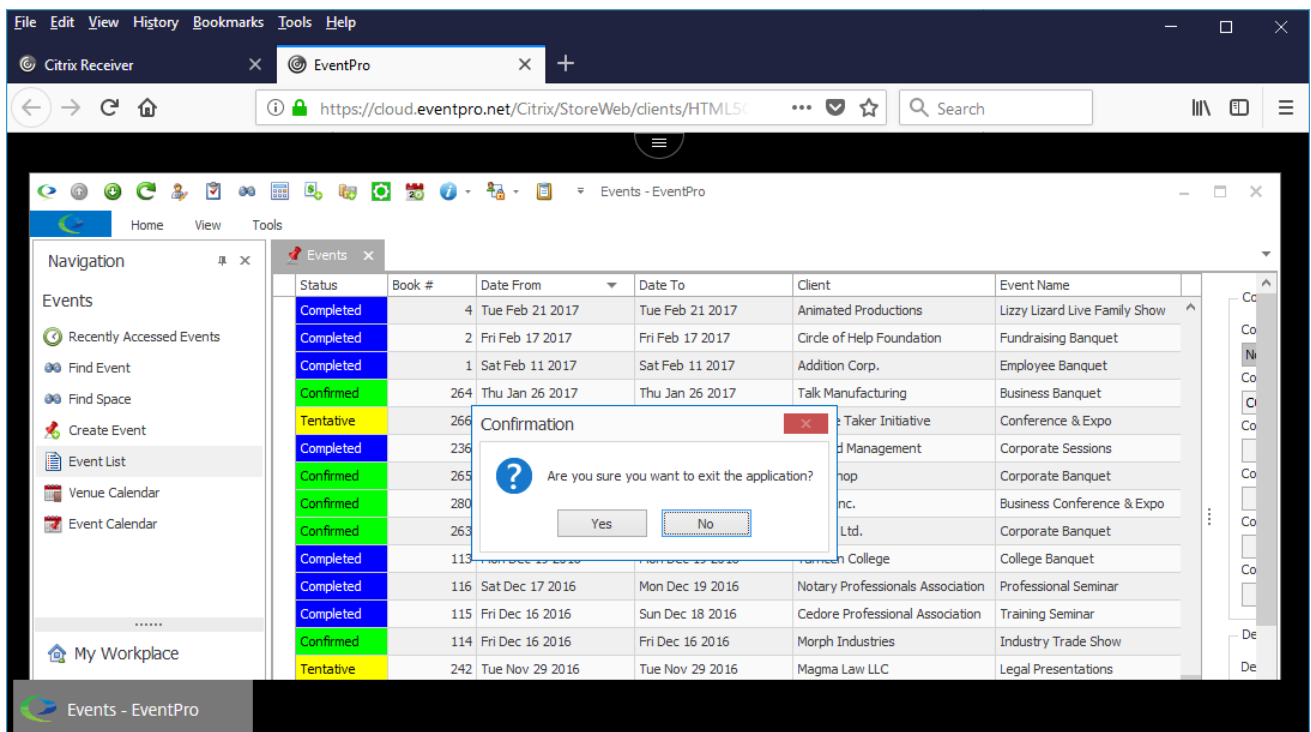 File Edit View History Bookmarks Tools Help
Citrix Receiver
EventPro
https://cloud.eventpro.net/Citrix/StoreWeb/clients/HTML5
Search
Events - EventPro
Home View Tools
Navigation
Events
Events
Recently Accessed Events
Find Event
Find Space
Create Event
Event List
Venue Calendar
Event Calendar
My Workplace
Status Book # Date From Date To Client Event Name
Completed 4 Tue Feb 21 2017 Tue Feb 21 2017 Animated Productions Lizzy Lizard Live Family Show
Completed 2 Fri Feb 17 2017 Fri Feb 17 2017 Circle of Help Foundation Fundraising Banquet
Completed 1 Sat Feb 11 2017 Sat Feb 11 2017 Addition Corp. Employee Banquet
Confirmed 264 Thu Jan 26 2017 Thu Jan 26 2017 Talk Manufacturing Business Banquet
Tentative 266 Taker Initiative Conference & Expo
Completed 236 Management Corporate Sessions
Confirmed 265 Corporate Banquet
Confirmed 280 Business Conference & Expo
Confirmed 263 Ltd. Corporate Banquet
Completed 113 College College Banquet
Completed 116 Sat Dec 17 2016 Mon Dec 19 2016 Notary Professionals Association Professional Seminar
Completed 115 Fri Dec 16 2016 Sun Dec 18 2016 Cedore Professional Association Training Seminar
Confirmed 114 Fri Dec 16 2016 Fri Dec 16 2016 Morph Industries Industry Trade Show
Tentative 242 Tue Nov 29 2016 Tue Nov 29 2016 Magma Law LLC Legal Presentations
Confirmation
Are you sure you want to exit the application?
Yes No
Co
Co
Co
Co
Co
Co
Co
De
De
Events - EventPro